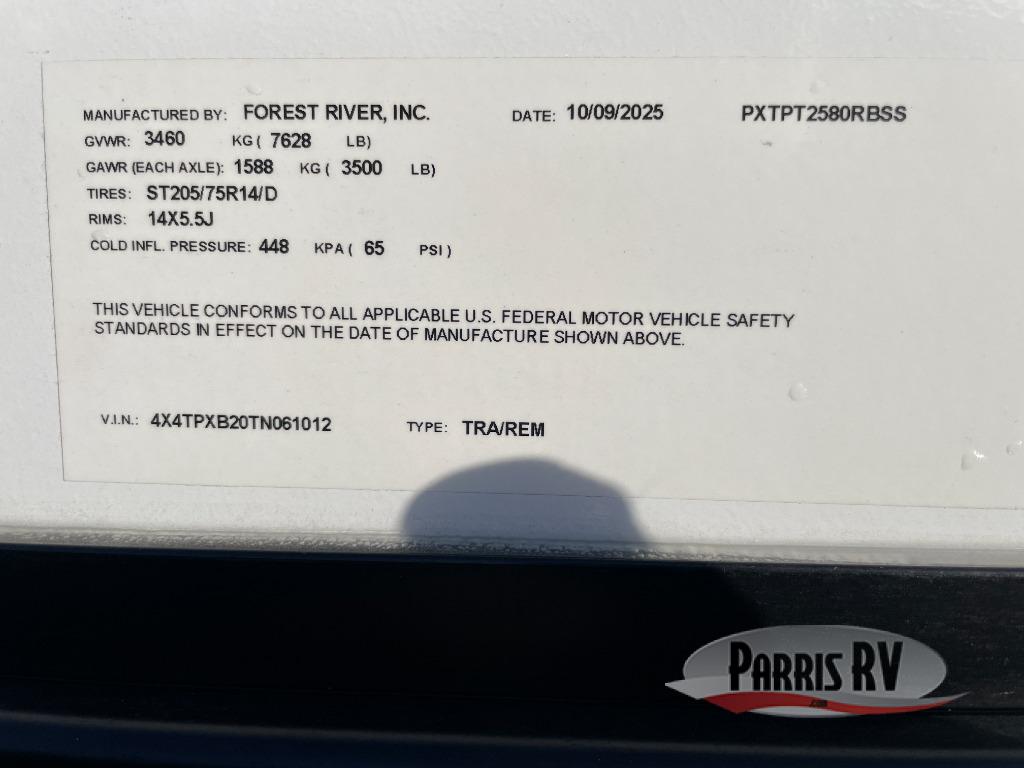 MANUFACTURED BY: FOREST RIVER, INC. DATE: 10/09/2025 PXTPT2580RBSS
GVWR: 3460 KG ( 7628 LB)
GAWR (EACH AXLE): 1588 KG ( 3500 LB)
TIRES: ST205/75R14/D
RIMS: 14X5.5J
COLD INFL. PRESSURE: 448 KPA ( 65 PSI )
THIS VEHICLE CONFORMS TO ALL APPLICABLE U.S. FEDERAL MOTOR VEHICLE SAFETY
STANDARDS IN EFFECT ON THE DATE OF MANUFACTURE SHOWN ABOVE.
V.I.N.: 4X4TPXB20TN061012 TYPE: TRA/REM
PARRIS RV
.com